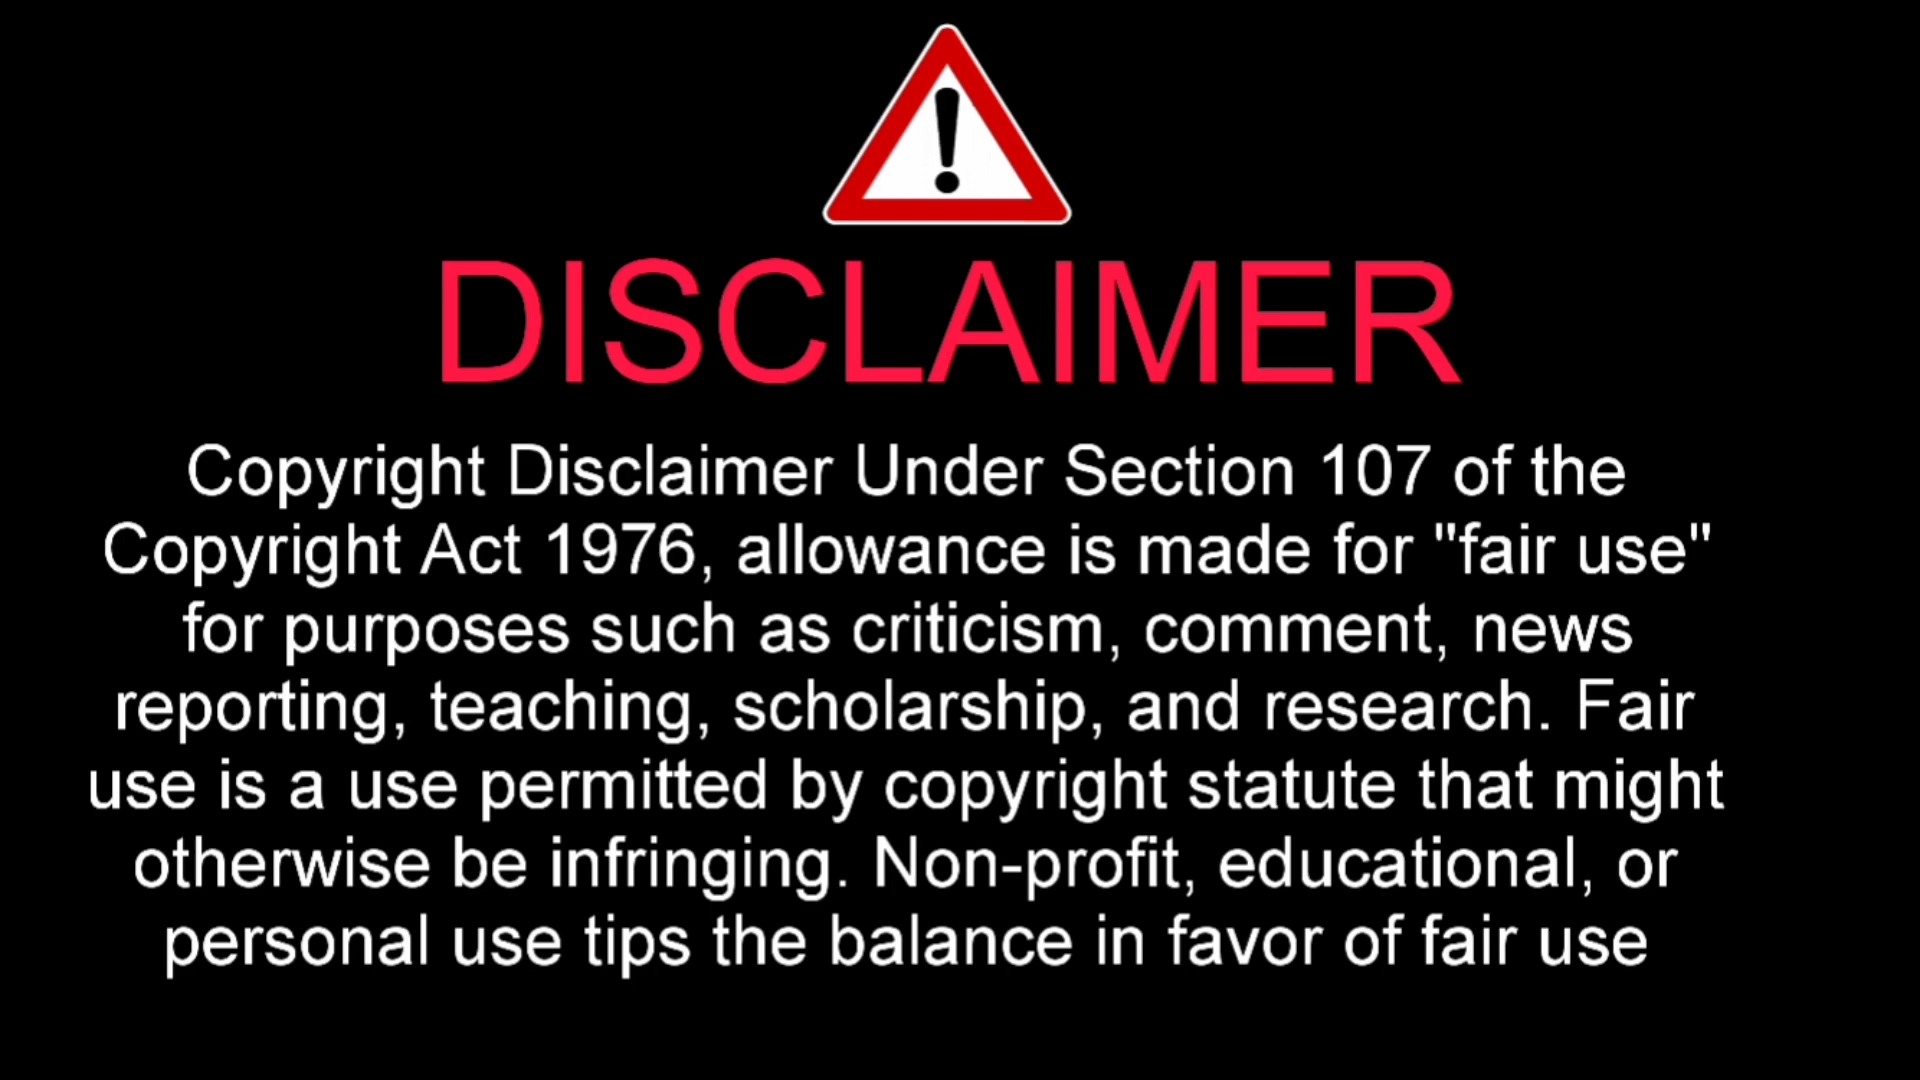 DISCLAIMER
Copyright Disclaimer Under Section 107 of the
Copyright Act 1976, allowance is made for "fair use"
for purposes such as criticism, comment, news
reporting, teaching, scholarship, and research. Fair
use is a use permitted by copyright statute that might
otherwise be infringing. Non-profit, educational, or
personal use tips the balance in favor of fair use